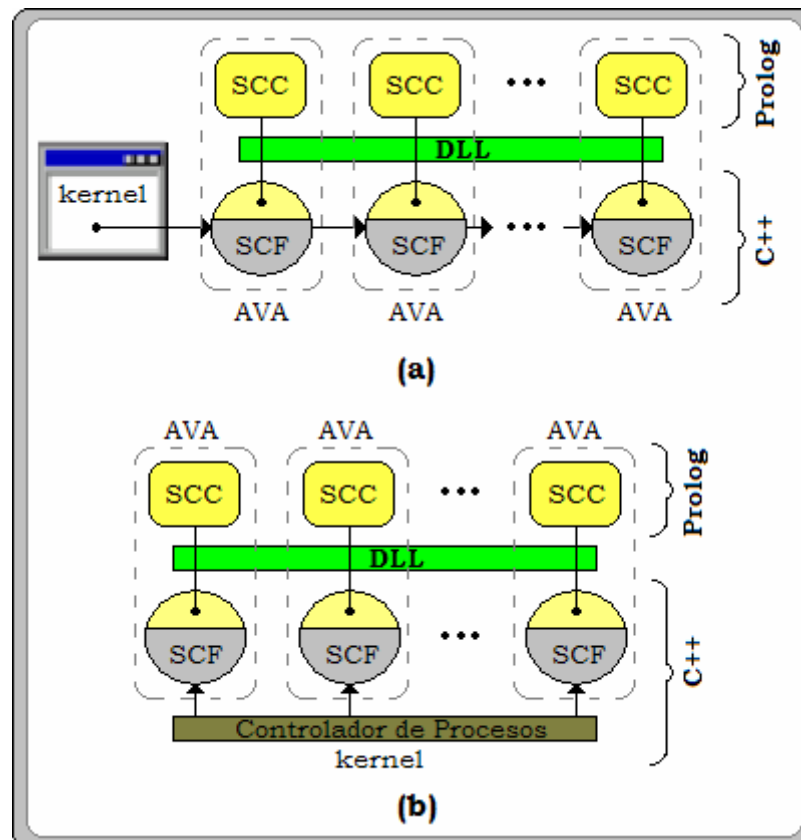 SCC SCC ••• SCC
Prolog
DLL
kernel
SCF SCF ••• SCF
C++
AVA AVA AVA
(a)
AVA AVA AVA
SCC SCC ••• SCC
Prolog
DLL
SCF SCF ••• SCF
C++
Controlador de Procesos
kernel
(b)